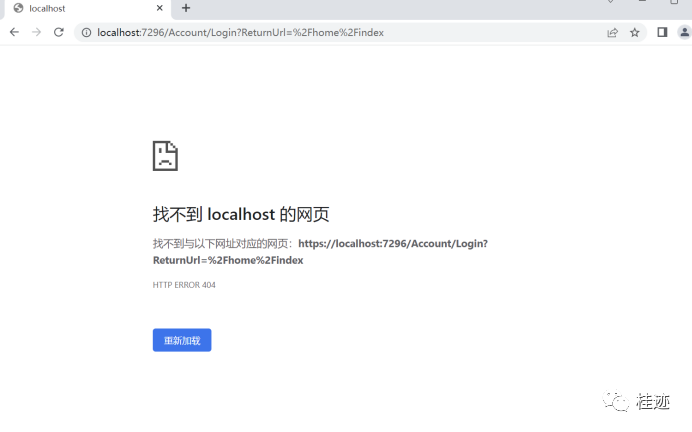 localhost
localhost:7296/Account/Login?ReturnUrl=%2Fhome%2Findex
找不到 localhost 的网页
找不到与以下网址对应的网页：https://localhost:7296/Account/Login?
ReturnUrl=%2Fhome%2Findex
HTTP ERROR 404
重新加载
桂迹